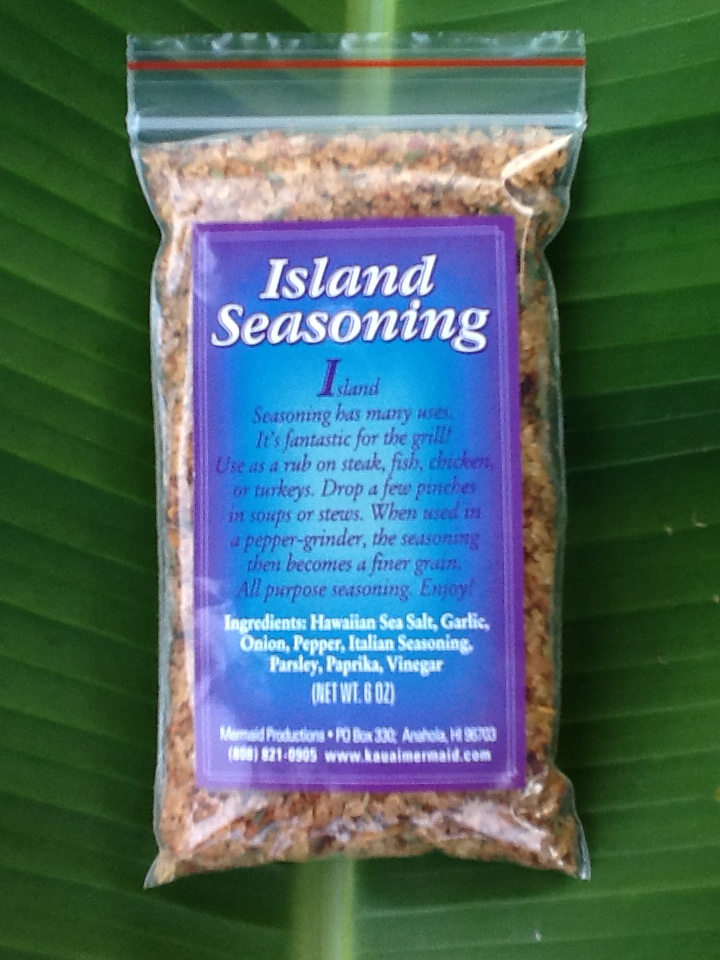 Island
Seasoning
Island
Seasoning has many uses.
It's fantastic for the grill!
Use as a rub on steak, fish, chicken,
or turkeys. Drop a few pinches
in soups or stews. When used in
a pepper-grinder, the seasoning
then becomes a finer grain.
All purpose seasoning. Enjoy!
Ingredients: Hawaiian Sea Salt, Garlic,
Onion, Pepper, Italian Seasoning,
Parsley, Paprika, Vinegar
(NET WT. 6 OZ)
Mermaid Productions • PO Box 330; Anahola, HI 96703
(808) 821-0905 www.kauaimermaid.com